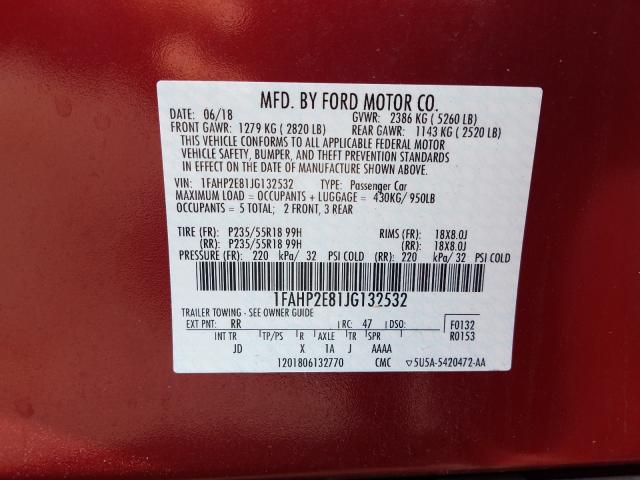 MFD. BY FORD MOTOR CO.
DATE: 06/18 GVWR: 2386 KG ( 5260 LB)
FRONT GAWR: 1279 KG ( 2820 LB) REAR GAWR: 1143 KG ( 2520 LB)
THIS VEHICLE CONFORMS TO ALL APPLICABLE FEDERAL MOTOR
VEHICLE SAFETY, BUMPER, AND THEFT PREVENTION STANDARDS
IN EFFECT ON THE DATE OF MANUFACTURE SHOWN ABOVE.
VIN: 1FAHP2E81JG132532 TYPE: Passenger Car
MAXIMUM LOAD = OCCUPANTS + LUGGAGE = 430KG/ 950LB
OCCUPANTS = 5 TOTAL; 2 FRONT, 3 REAR
TIRE (FR): P235/55R18 99H RIMS (FR): 18X8.0J
(RR): P235/55R18 99H (RR): 18X8.0J
PRESSURE (FR): 220 kPa/ 32 PSI COLD (RR): 220 kPa/ 32 PSI COLD
1FAHP2E81JG132532
TRAILER TOWING - SEE OWNER GUIDE
EXT PNT: RR RC: 47 DSO: F0132
INT TR TP/PS R AXLE TR SPR R0153
JD X 1A J AAAA
1201806132770 CMC ▽5U5A-5420472-AA